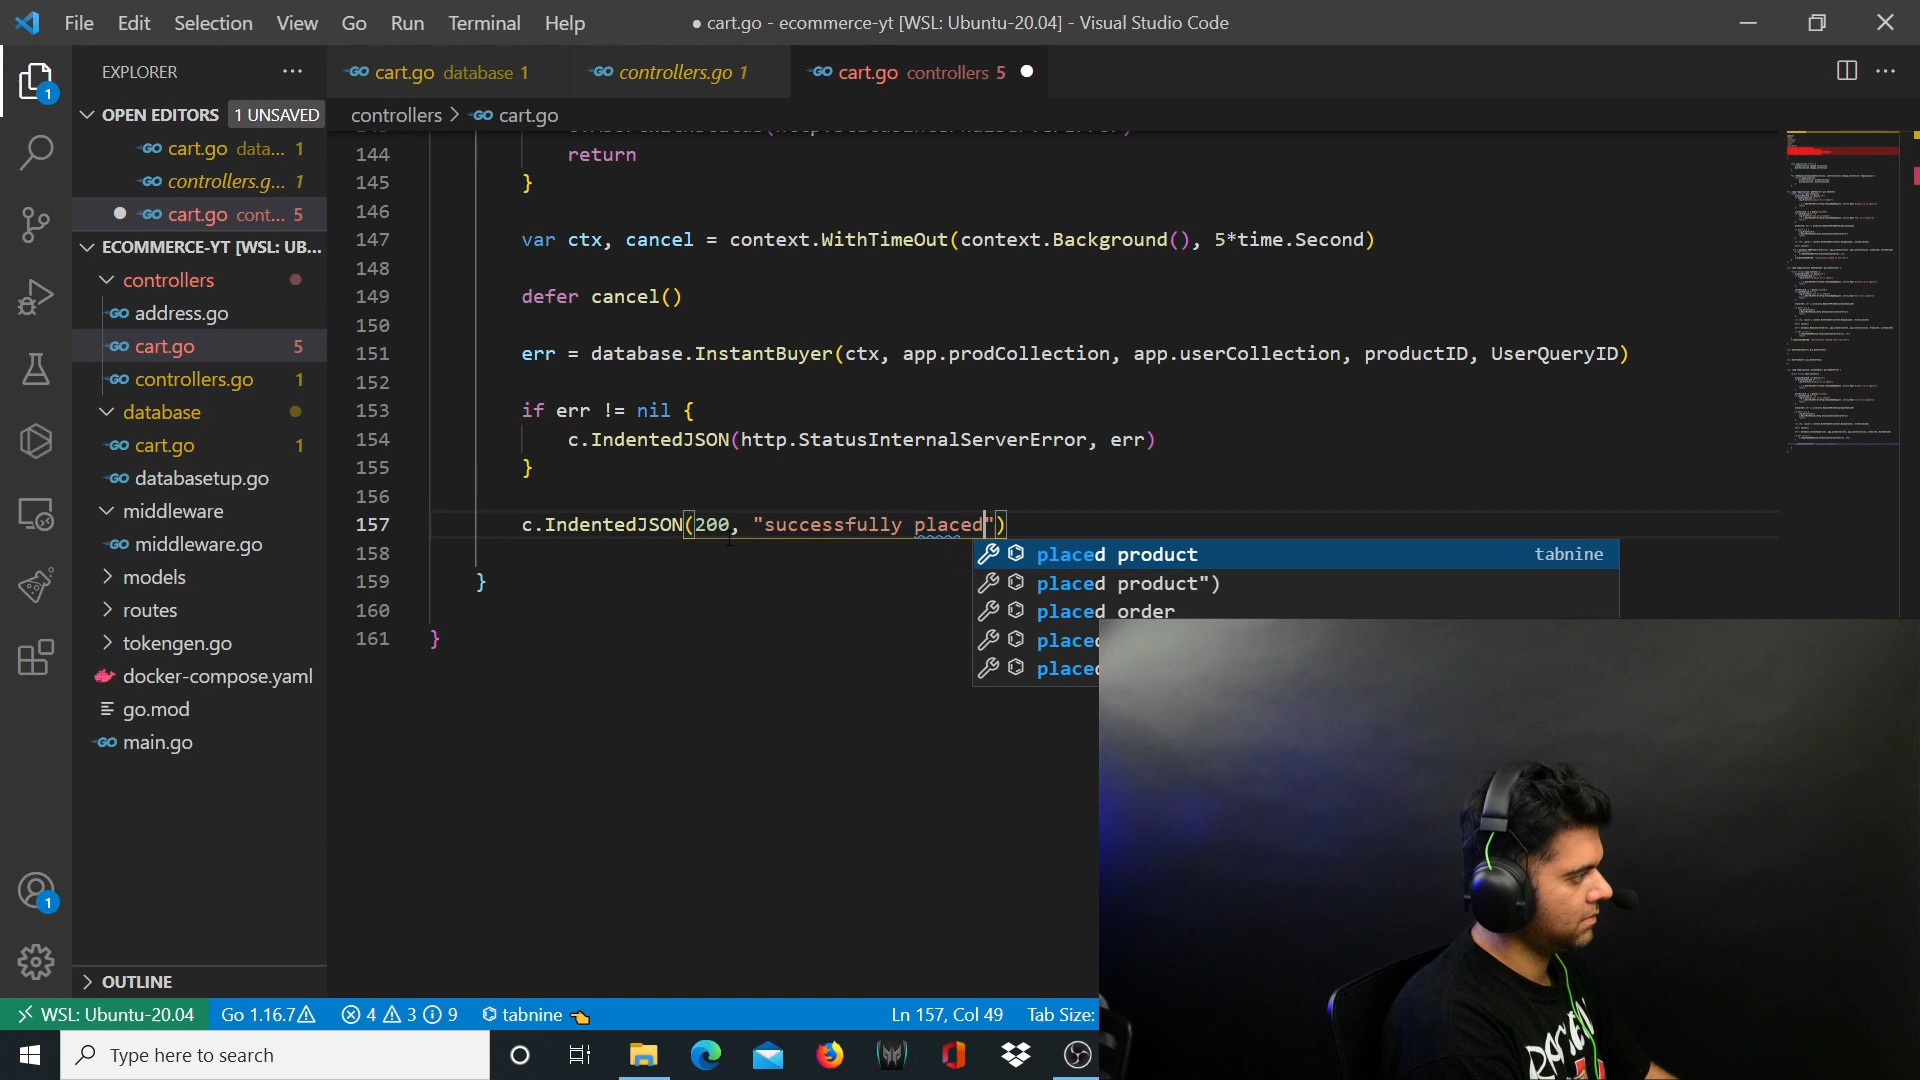 File Edit Selection View Go Run Terminal Help
● cart.go - ecommerce-yt [WSL: Ubuntu-20.04] - Visual Studio Code
EXPLORER
OPEN EDITORS 1 UNSAVED
cart.go data... 1
controllers.g... 1
cart.go cont... 5
ECOMMERCE-YT [WSL: UB...
controllers
address.go
cart.go 5
controllers.go 1
database
cart.go 1
databasetup.go
middleware
middleware.go
models
routes
tokengen.go
docker-compose.yaml
go.mod
main.go
OUTLINE
1
1
cart.go database 1
controllers.go 1
cart.go controllers 5
controllers > cart.go
144 return
145 }
146
147 var ctx, cancel = context.WithTimeOut(context.Background(), 5*time.Second)
148
149 defer cancel()
150
151 err = database.InstantBuyer(ctx, app.prodCollection, app.userCollection, productID, UserQueryID)
152
153 if err != nil {
154 c.IndentedJSON(http.StatusInternalServerError, err)
155 }
156
157 c.IndentedJSON(200, "successfully placed")
158
159 }
160
161 }
placed product tabnine
placed product")
placed order
WSL: Ubuntu-20.04 Go 1.16.7 4 3 9 tabnine Ln 157, Col 49 Tab Size:
Type here to search